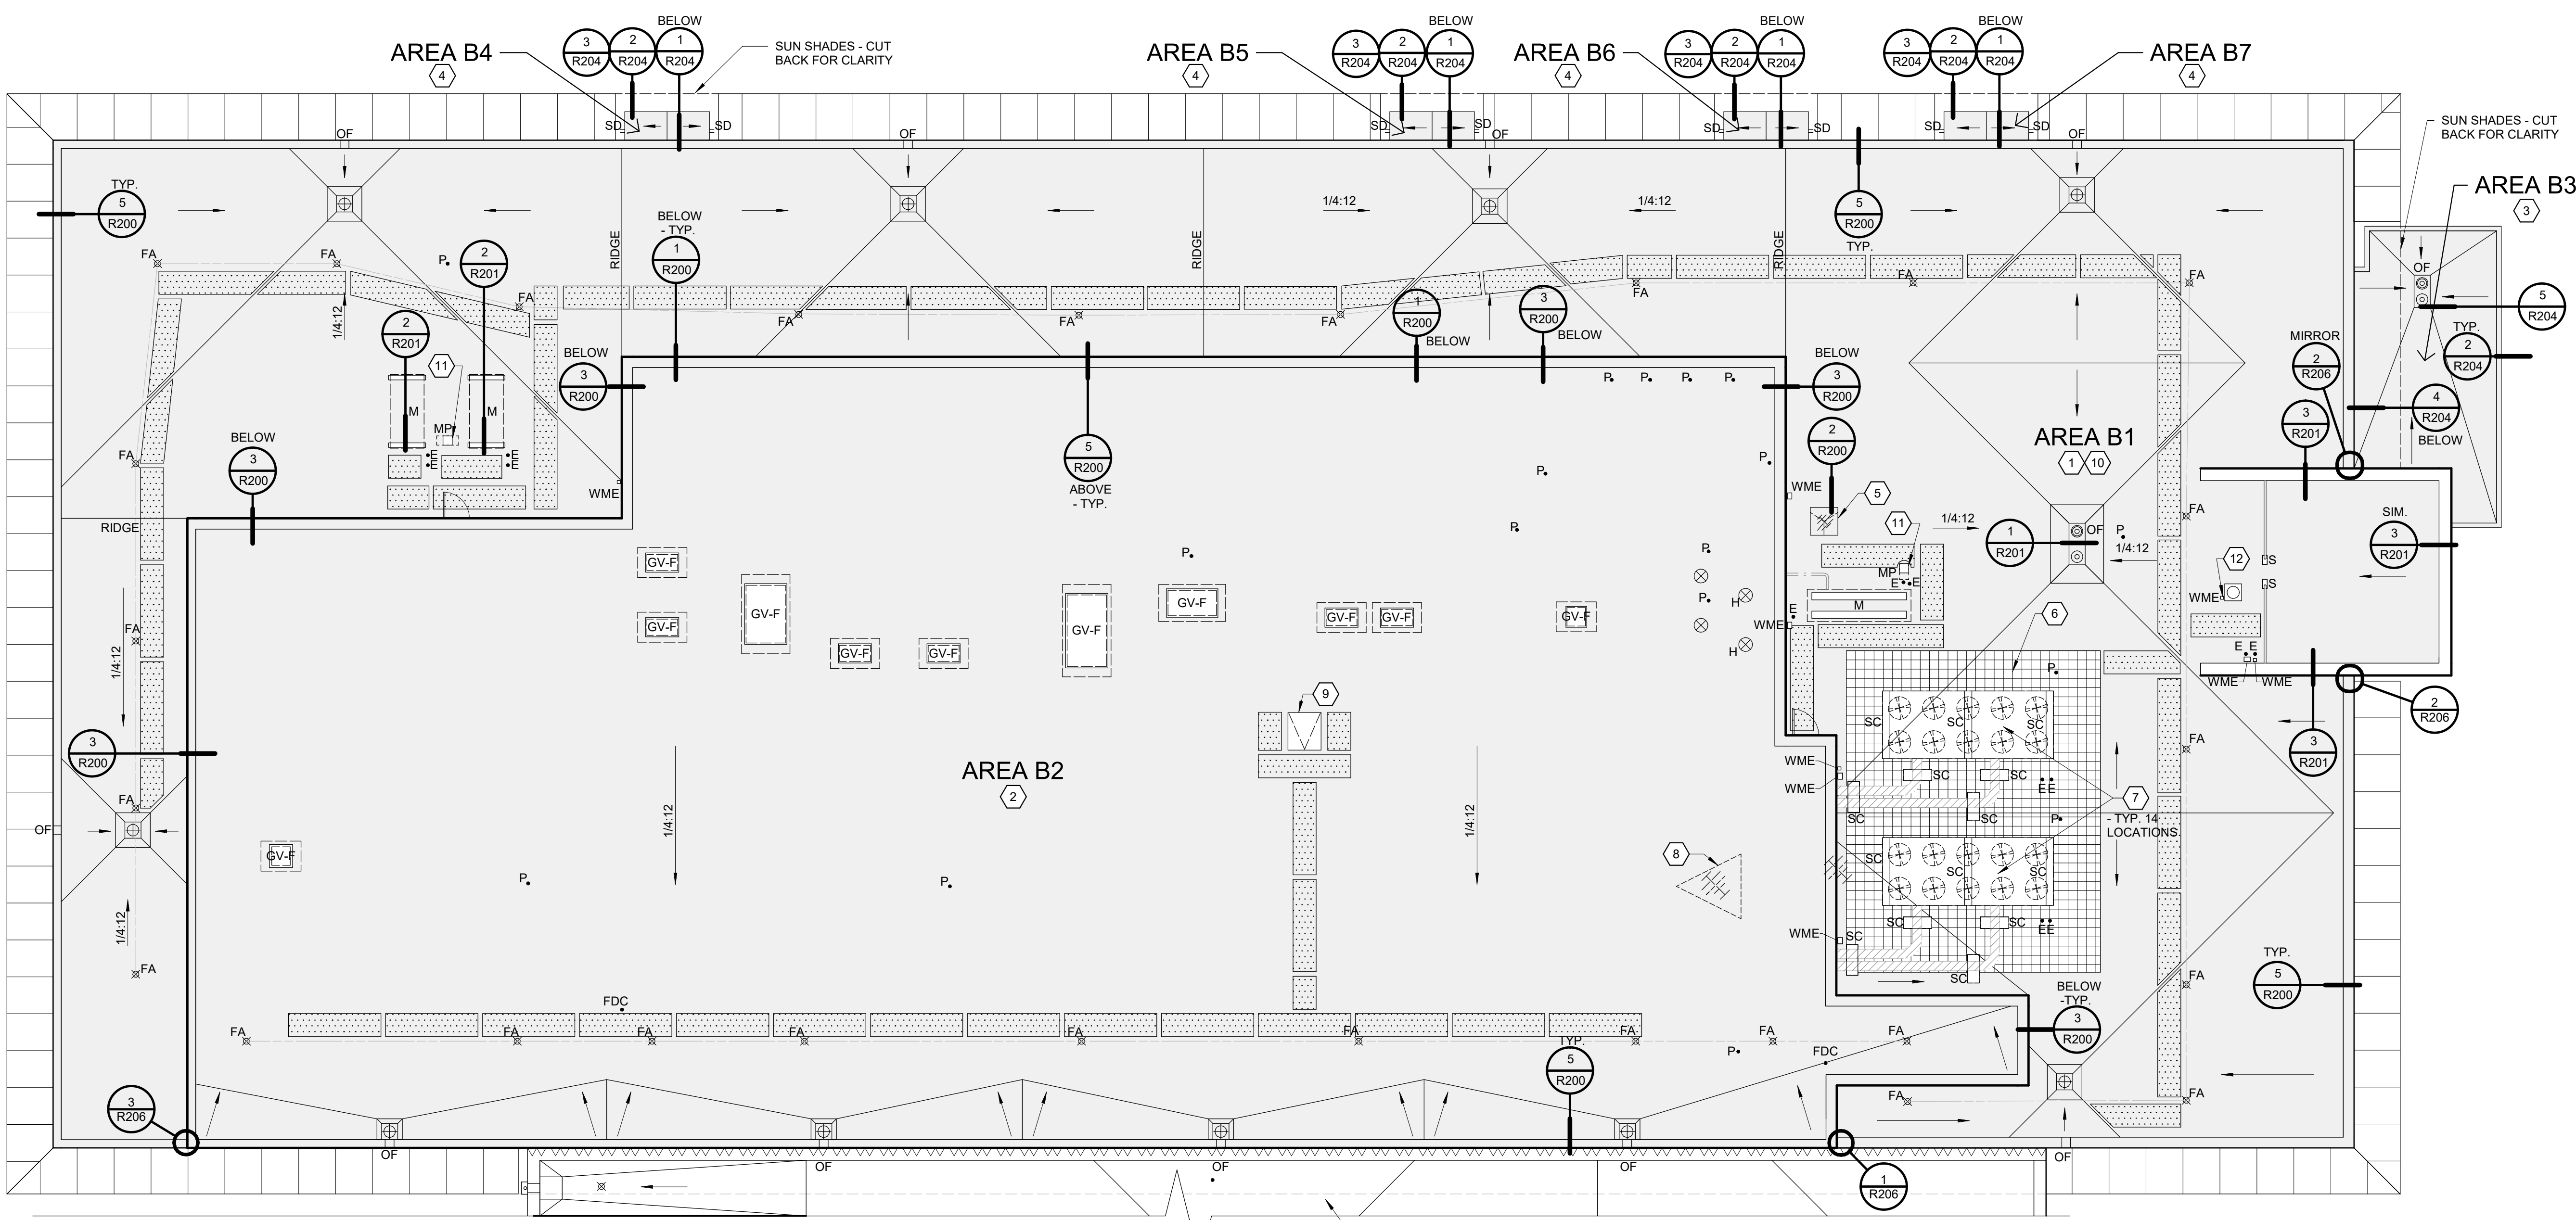 BELOW
BELOW
BELOW
BELOW
AREA B4
4
3
R204
2
R204
1
R204
SUN SHADES - CUT
BACK FOR CLARITY
AREA B5
4
3
R204
2
R204
1
R204
AREA B6
4
3
R204
2
R204
1
R204
3
R204
2
R204
1
R204
AREA B7
4
SUN SHADES - CUT
BACK FOR CLARITY
AREA B3
3
OF
SD
SD
OF
SD
SD
OF
SD
SD
SD
SD
OF
TYP.
5
R200
BELOW
- TYP.
1
R200
1/4:12
1/4:12
5
R200
TYP.
RIDGE
RIDGE
RIDGE
FA
FA
P
2
R201
FA
FA
FA
FA
FA
FA
FA
OF
5
R204
TYP.
2
R204
MIRROR
2
R206
4
R204
BELOW
1/4:12
2
R201
11
M
M
MP
E
E
E
E
BELOW
3
R200
1
R200
BELOW
3
R200
BELOW
P
P
P
P
BELOW
3
R200
5
R200
ABOVE
- TYP.
2
R200
AREA B1
1
10
3
R201
SIM.
3
R201
FA
BELOW
3
R200
WME
RIDGE
P
P
P
P
WME
5
11
1/4:12
1
R201
OF
P
1/4:12
FA
12
S
S
WME
E
E
WME
WME
2
R206
3
R201
GV-F
GV-F
GV-F
GV-F
GV-F
GV-F
GV-F
GV-F
GV-F
GV-F
P
P
H
H
MP
E
E
M
E
WME
6
P
FA
1/4:12
3
R200
FA
FA
OF
1/4:12
FA
9
AREA B2
2
1/4:12
1/4:12
8
SC
SC
SC
SC
SC
E
E
SC
SC
WME
WME
7
- TYP. 14
LOCATIONS.
P
FA
SC
SC
SC
SC
SC
E
E
SC
SC
WME
GV-F
P
P
TYP.
5
R200
FA
BELOW
-TYP.
3
R200
FDC
FA
FA
FA
FA
FA
FA
FA
FA
FA
P
FDC
TYP.
5
R200
FA
FA
3
R206
OF
OF
OF
OF
OF
1
R206